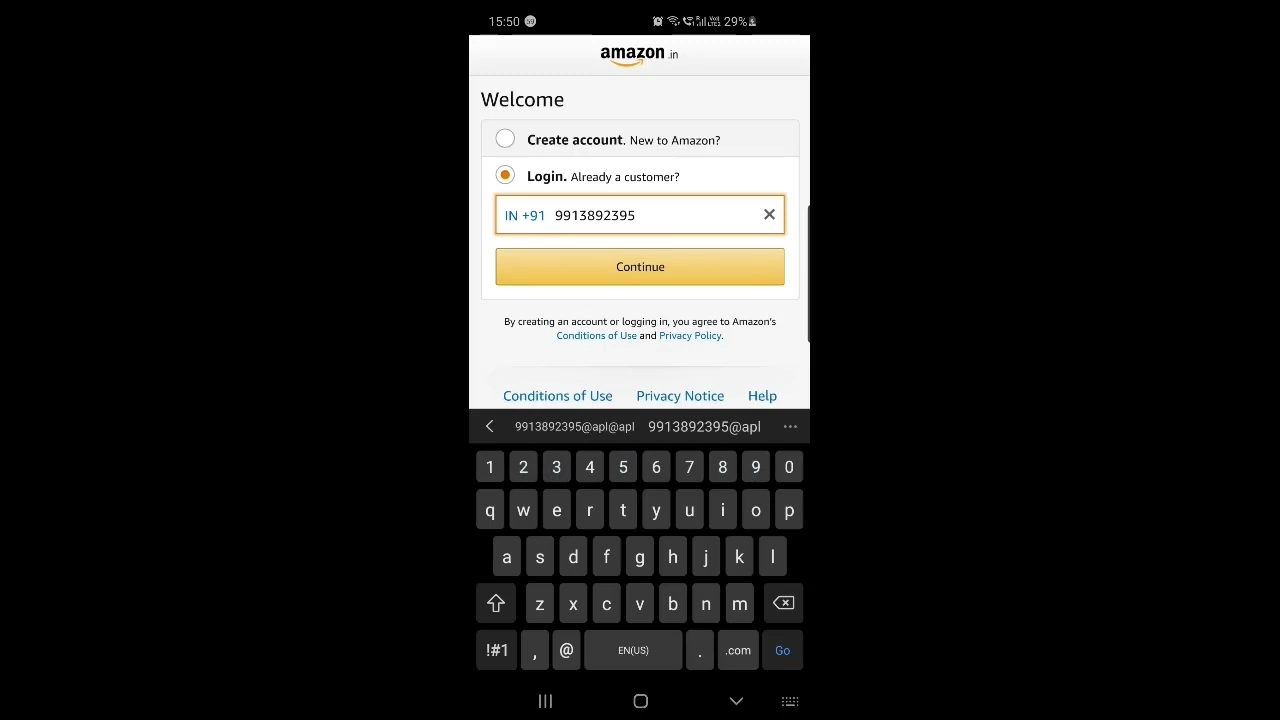 15:50 29%
amazon.in
Welcome
Create account. New to Amazon?
Login. Already a customer?
IN +91 9913892395
Continue
By creating an account or logging in, you agree to Amazon's
Conditions of Use and Privacy Policy.
Conditions of Use Privacy Notice Help
9913892395@apl@apl 9913892395@apl
1 2 3 4 5 6 7 8 9 0
q w e r t y u i o p
a s d f g h j k l
z x c v b n m
!#1 , @ EN(US) . .com Go